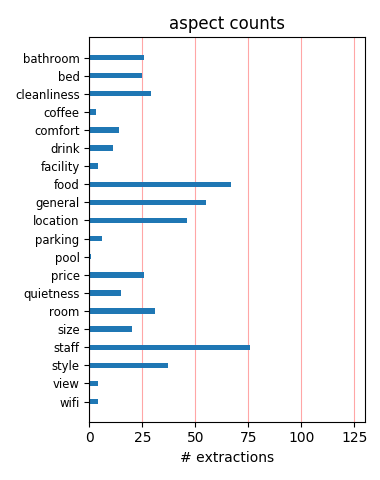 aspect counts
bathroom
bed
cleanliness
coffee
comfort
drink
facility
food
general
location
parking
pool
price
quietness
room
size
staff
style
view
wifi
0 25 50 75 100 125
# extractions